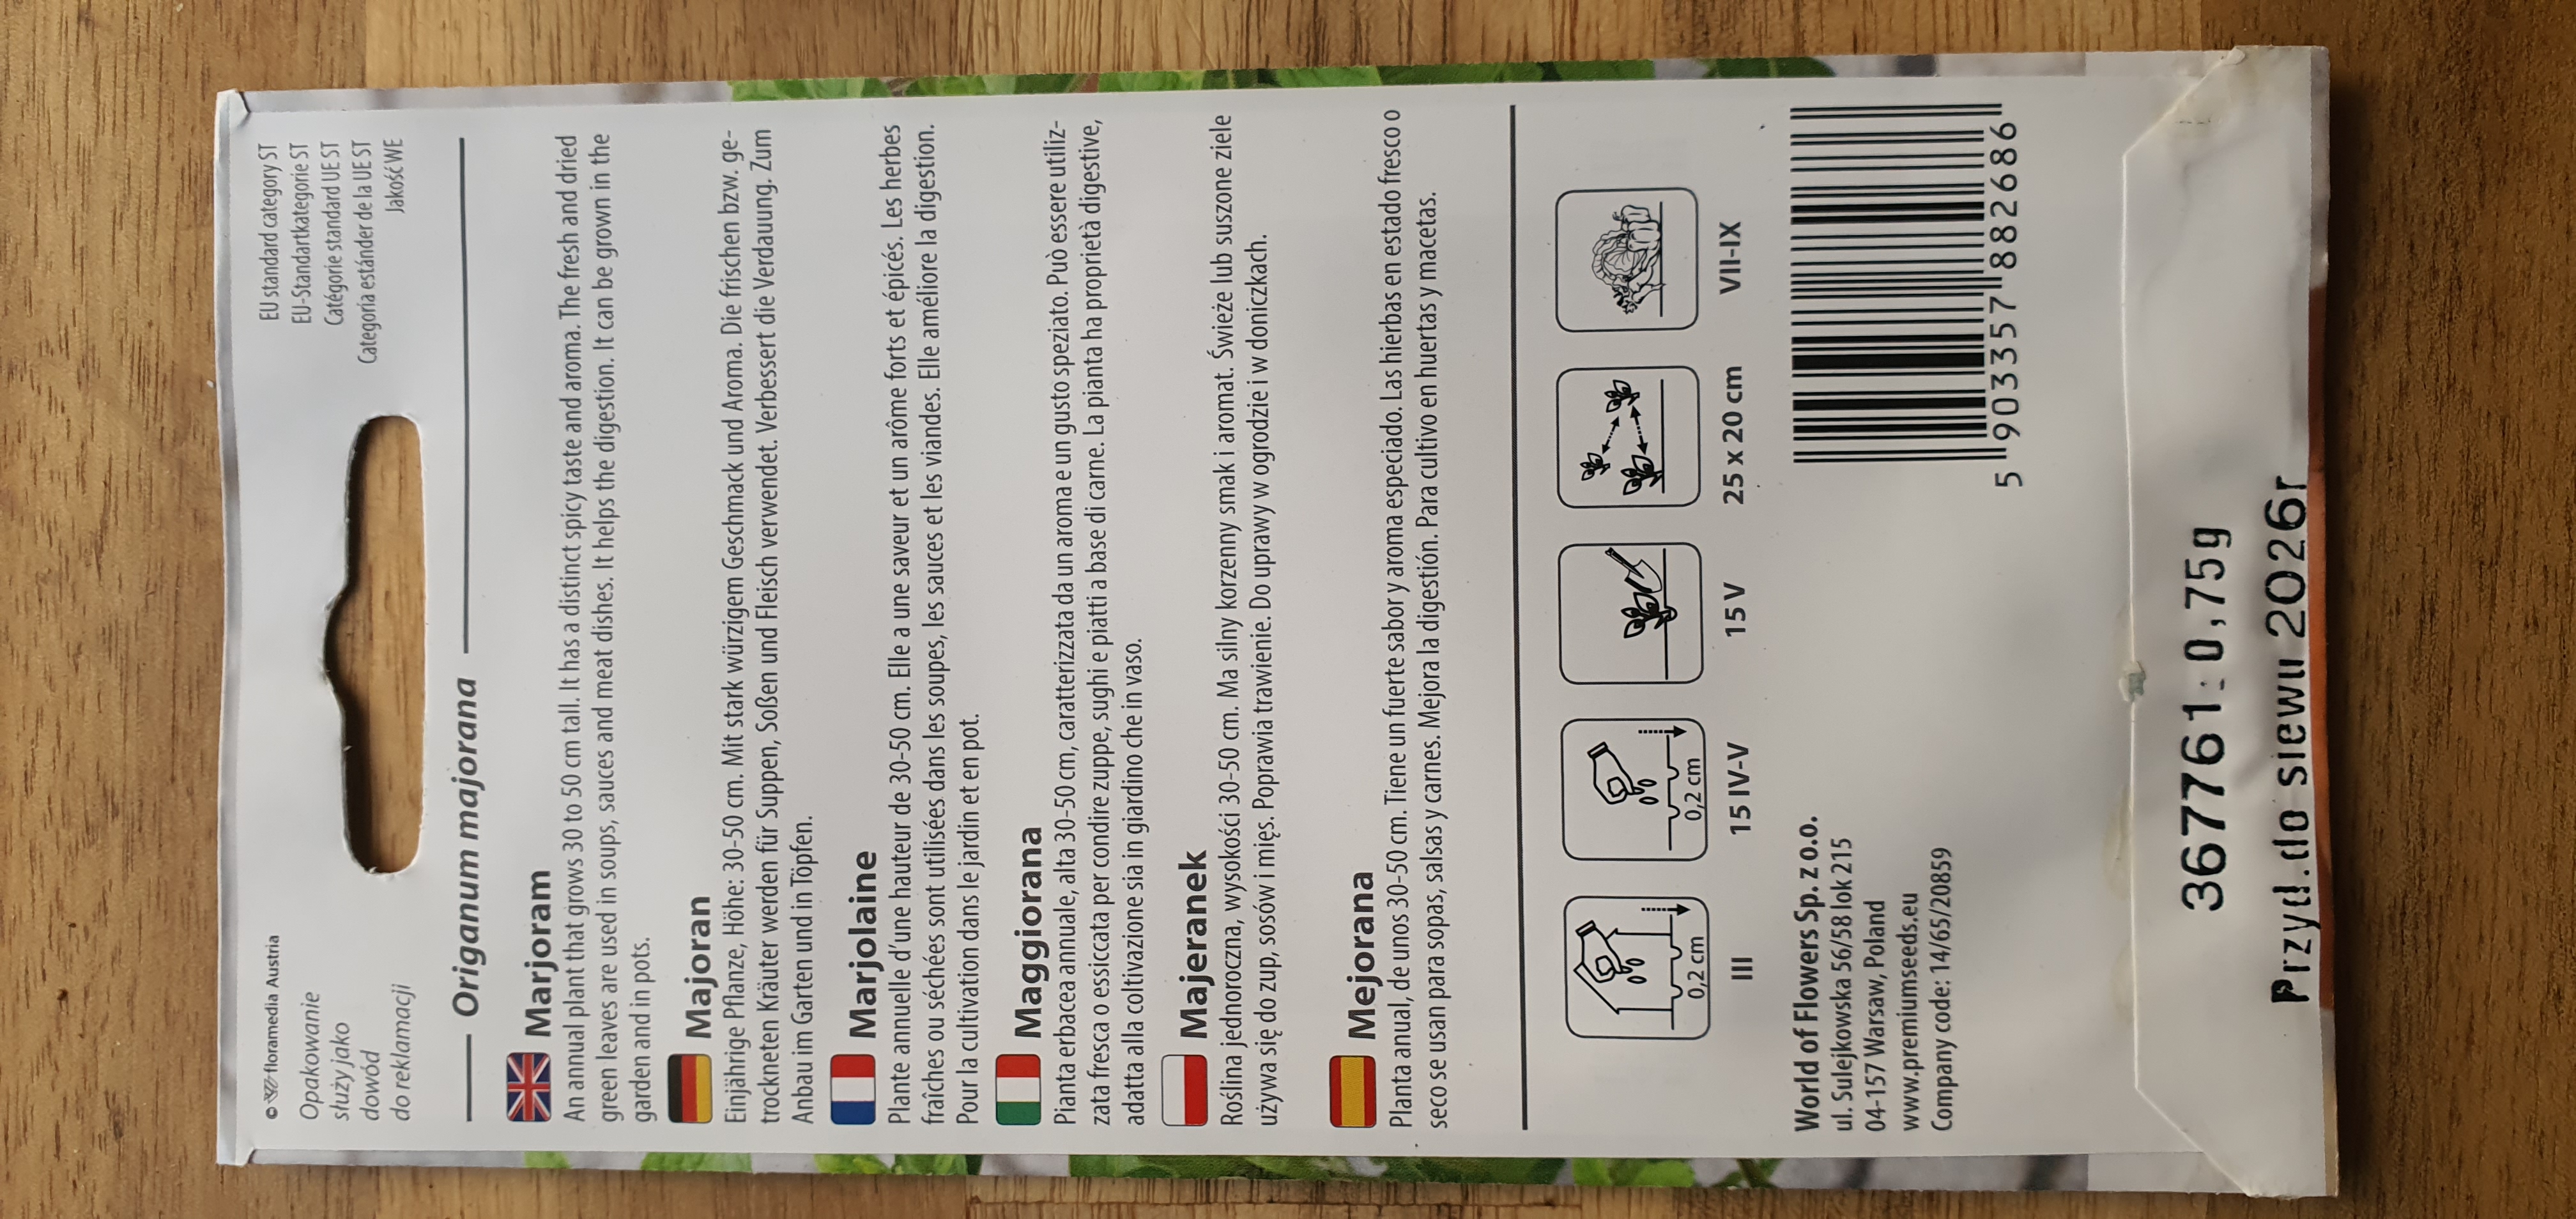 © floramedia Austria
Opakowanie
służy jako
dowód
do reklamacji
EU standard category ST
EU-Standartkategorie ST
Catégorie standard UE ST
Categoría estánder de la UE ST
Jakość WE
Origanum majorana
Marjoram
An annual plant that grows 30 to 50 cm tall. It has a distinct spicy taste and aroma. The fresh and dried
green leaves are used in soups, sauces and meat dishes. It helps the digestion. It can be grown in the
garden and in pots.
Majoran
Einjährige Pflanze, Höhe: 30-50 cm. Mit stark würzigem Geschmack und Aroma. Die frischen bzw. ge-
trockneten Kräuter werden für Suppen, Soßen und Fleisch verwendet. Verbessert die Verdauung. Zum
Anbau im Garten und in Töpfen.
Marjolaine
Plante annuelle d'une hauteur de 30-50 cm. Elle a une saveur et un arôme forts et épicés. Les herbes
fraîches ou séchées sont utilisées dans les soupes, les sauces et les viandes. Elle améliore la digestion.
Pour la cultivation dans le jardin et en pot.
Maggiorana
Pianta erbacea annuale, alta 30-50 cm, caratterizzata da un aroma e un gusto speziato. Può essere utiliz-
zata fresca o essiccata per condire zuppe, sughi e piatti a base di carne. La pianta ha proprietà digestive,
adatta alla coltivazione sia in giardino che in vaso.
Majeranek
Roślina jednoroczna, wysokości 30-50 cm. Ma silny korzenny smak i aromat. Świeże lub suszone ziele
używa się do zup, sosów i mięs. Poprawia trawienie. Do uprawy w ogrodzie i w doniczkach.
Mejorana
Planta anual, de unos 30-50 cm. Tiene un fuerte sabor y aroma especiado. Las hierbas en estado fresco o
seco se usan para sopas, salsas y carnes. Mejora la digestión. Para cultivo en huertas y macetas.
0,2 cm 0,2 cm
III 15 IV-V 15 V 25 x 20 cm VII-IX
World of Flowers Sp. z o.o.
ul. Sulejkowska 56/58 lok 215
04-157 Warsaw, Poland
www.premiumseeds.eu
Company code: 14/65/20859
5 903357 882686
3677761: 0,75g
Przyd.do siewu 2026r